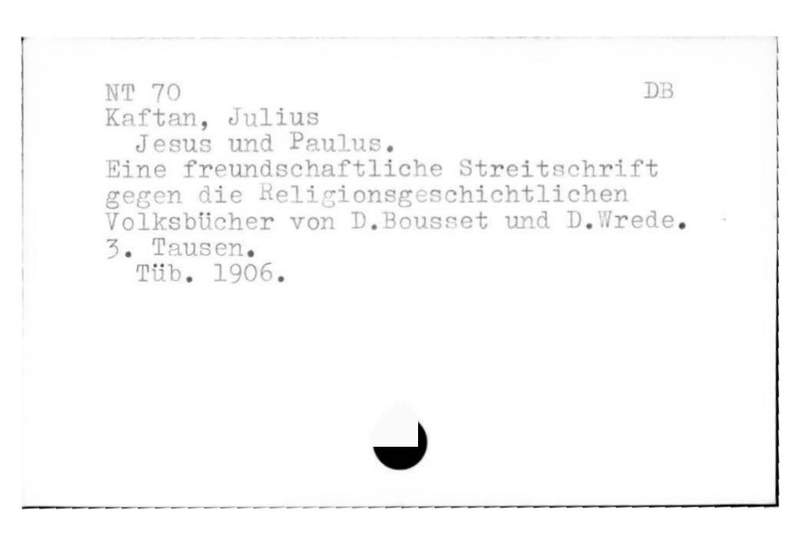 NT 70 DB
Kaftan, Julius
Jesus und Paulus.
Eine freundschaftliche Streitschrift
gegen die Religionsgeschichtlichen
Volksbücher von D.Bousset und D.Wrede.
3. Tausen.
Tüb. 1906.